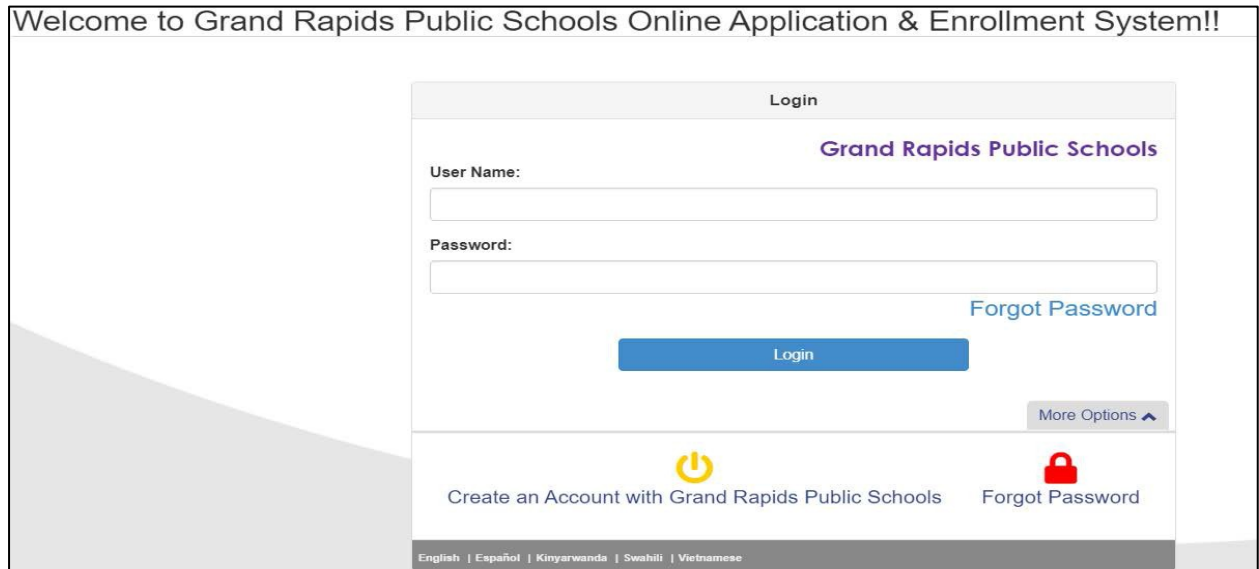 Welcome to Grand Rapids Public Schools Online Application & Enrollment System!!
Login
Grand Rapids Public Schools
User Name:
Password:
Forgot Password
Login
More Options
Create an Account with Grand Rapids Public Schools
Forgot Password
English | Español | Kinyarwanda | Swahili | Vietnamese